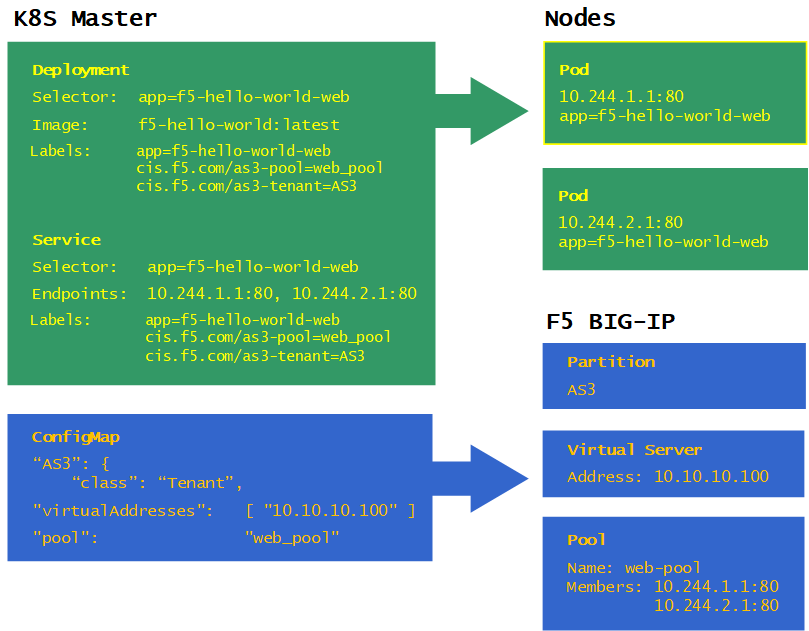 K8S Master
Deployment
Selector: app=f5-hello-world-web
Image: f5-hello-world:latest
Labels: app=f5-hello-world-web
cis.f5.com/as3-pool=web_pool
cis.f5.com/as3-tenant=AS3
Service
Selector: app=f5-hello-world-web
Endpoints: 10.244.1.1:80, 10.244.2.1:80
Labels: app=f5-hello-world-web
cis.f5.com/as3-pool=web_pool
cis.f5.com/as3-tenant=AS3
ConfigMap
“AS3”: {
“class”: “Tenant”,
"virtualAddresses": [ "10.10.10.100" ]
"pool": "web_pool"
Nodes
Pod
10.244.1.1:80
app=f5-hello-world-web
Pod
10.244.2.1:80
app=f5-hello-world-web
F5 BIG-IP
Partition
AS3
Virtual Server
Address: 10.10.10.100
Pool
Name: web-pool
Members: 10.244.1.1:80
10.244.2.1:80